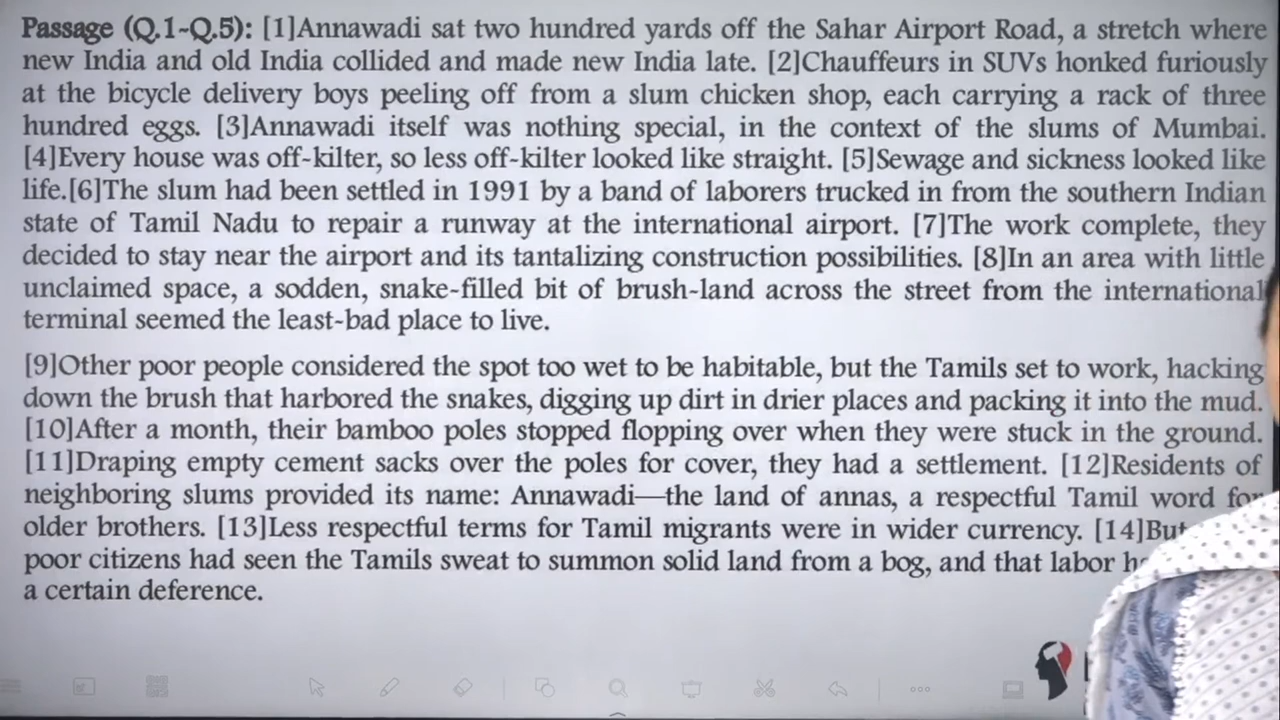 Passage (Q.1-Q.5): [1]Annawadi sat two hundred yards off the Sahar Airport Road, a stretch where
new India and old India collided and made new India late. [2]Chauffeurs in SUVs honked furiously
at the bicycle delivery boys peeling off from a slum chicken shop, each carrying a rack of three
hundred eggs. [3]Annawadi itself was nothing special, in the context of the slums of Mumbai.
[4]Every house was off-kilter, so less off-kilter looked like straight. [5]Sewage and sickness looked like
life.[6]The slum had been settled in 1991 by a band of laborers trucked in from the southern Indian
state of Tamil Nadu to repair a runway at the international airport. [7]The work complete, they
decided to stay near the airport and its tantalizing construction possibilities. [8]In an area with little
unclaimed space, a sodden, snake-filled bit of brush-land across the street from the international
terminal seemed the least-bad place to live.
[9]Other poor people considered the spot too wet to be habitable, but the Tamils set to work, hacking
down the brush that harbored the snakes, digging up dirt in drier places and packing it into the mud.
[10]After a month, their bamboo poles stopped flopping over when they were stuck in the ground.
[11]Draping empty cement sacks over the poles for cover, they had a settlement. [12]Residents of
neighboring slums provided its name: Annawadi—the land of annas, a respectful Tamil word for
older brothers. [13]Less respectful terms for Tamil migrants were in wider currency. [14]
poor citizens had seen the Tamils sweat to summon solid land from a bog, and that labor
a certain deference.